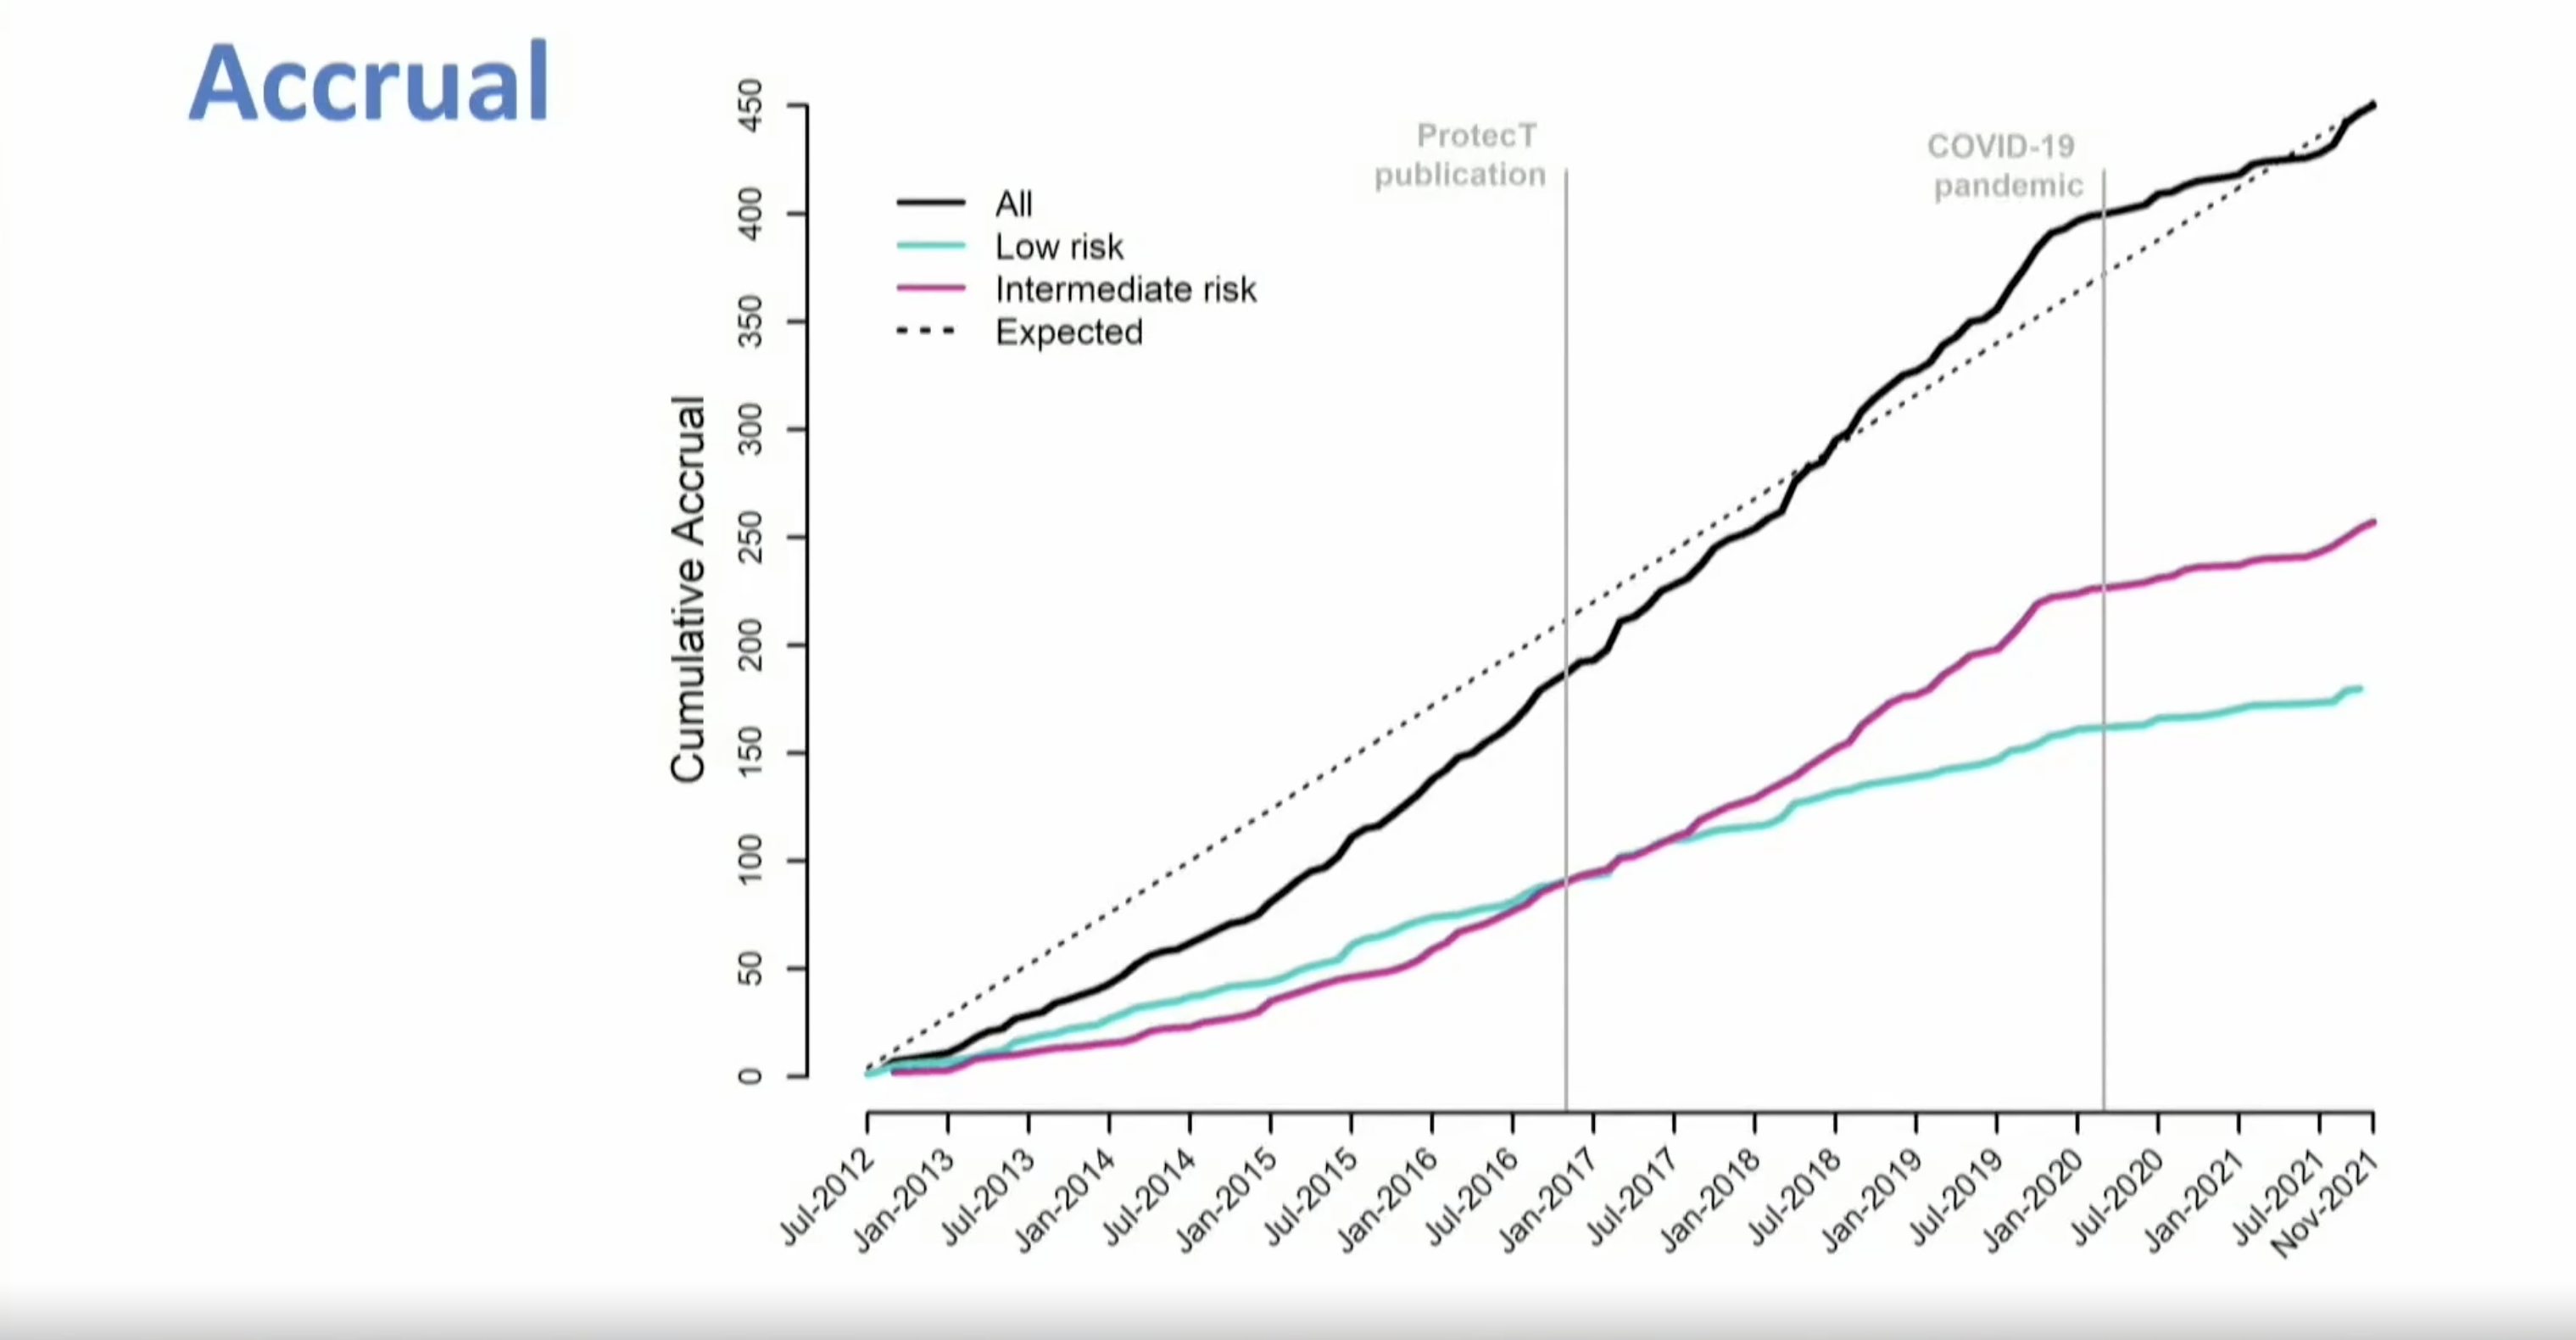 Accrual
ProtecT
publication
COVID-19
pandemic
All
Low risk
Intermediate risk
Expected
Cumulative Accrual
450
400
350
300
250
200
150
100
50
0
Jul-2012
Jan-2013
Jul-2013
Jan-2014
Jul-2014
Jan-2015
Jul-2015
Jan-2016
Jul-2016
Jan-2017
Jul-2017
Jan-2018
Jul-2018
Jan-2019
Jul-2019
Jan-2020
Jul-2020
Jan-2021
Jul-2021
Nov-2021